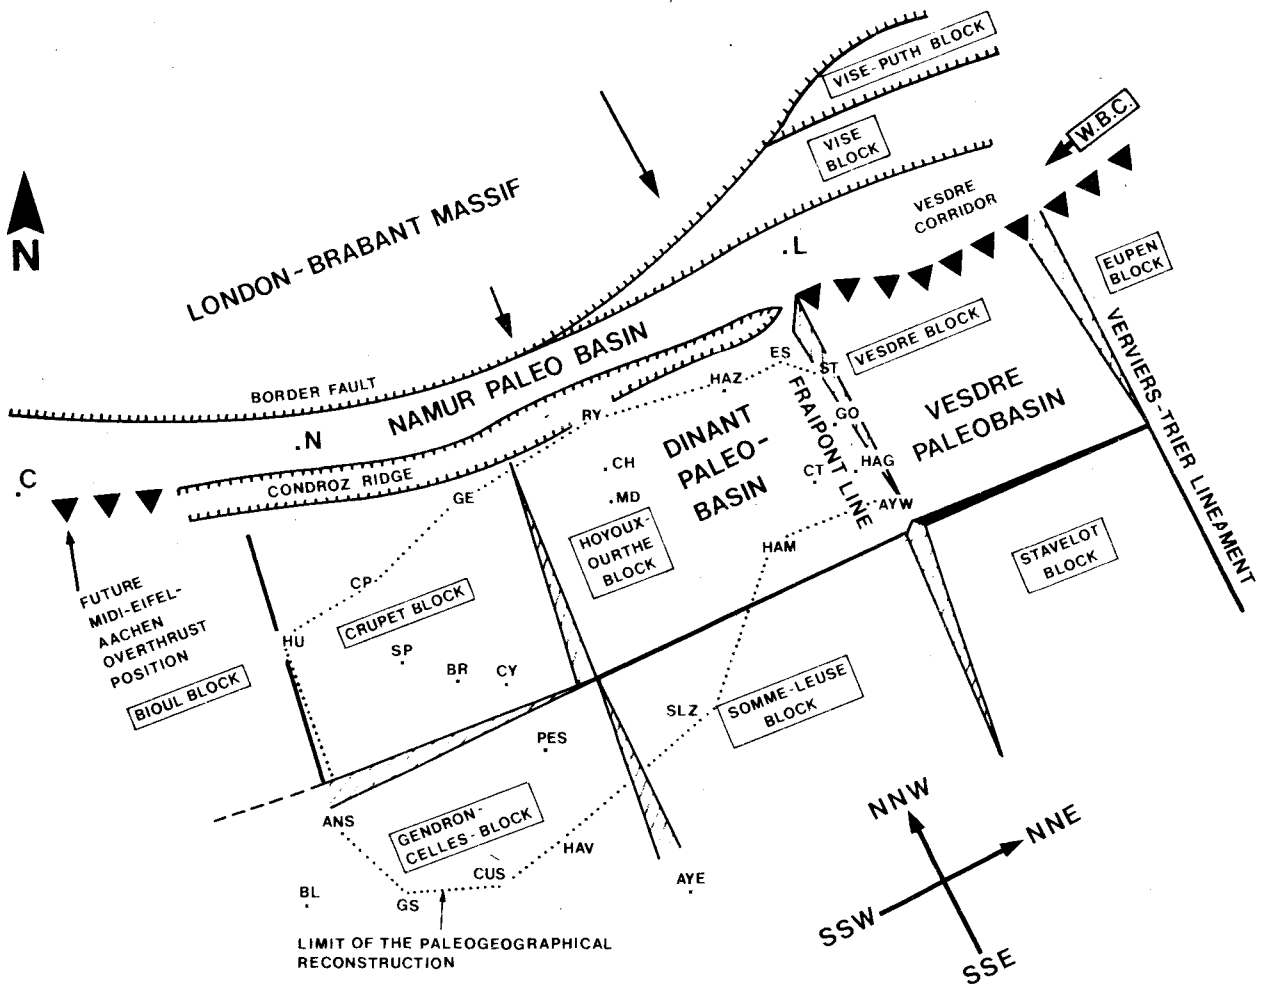 VISE-PUTH BLOCK
W.B.C.
VISE
BLOCK
VESDRE
CORRIDOR
LONDON-BRABANT MASSIF
N
.L
EUPEN
BLOCK
VESDRE BLOCK
VERVIERS-TRIER LINEAMENT
BORDER FAULT
NAMUR PALEO BASIN
ES
ST
HAZ
RY
GO
FRAIPONT LINE
VESDRE
PALEOBASIN
DINANT
PALEO-
BASIN
.N
.C
CONDROZ RIDGE
GE
CH
MD
CT
HAG
AYW
HAM
HOYOUX-
OURTHE
BLOCK
STAVELOT
BLOCK
FUTURE
MIDI-EIFEL-
AACHEN
OVERTHRUST
POSITION
CP
CRUPET BLOCK
HU
SP
BR
CY
BIOUL BLOCK
SLZ
SOMME-LEUSE
BLOCK
PES
ANS
GENDRON-
CELLES-BLOCK
HAV
CUS
BL
GS
AYE
NNW
NNE
SSW
SSE
LIMIT OF THE PALEOGEOGRAPHICAL
RECONSTRUCTION